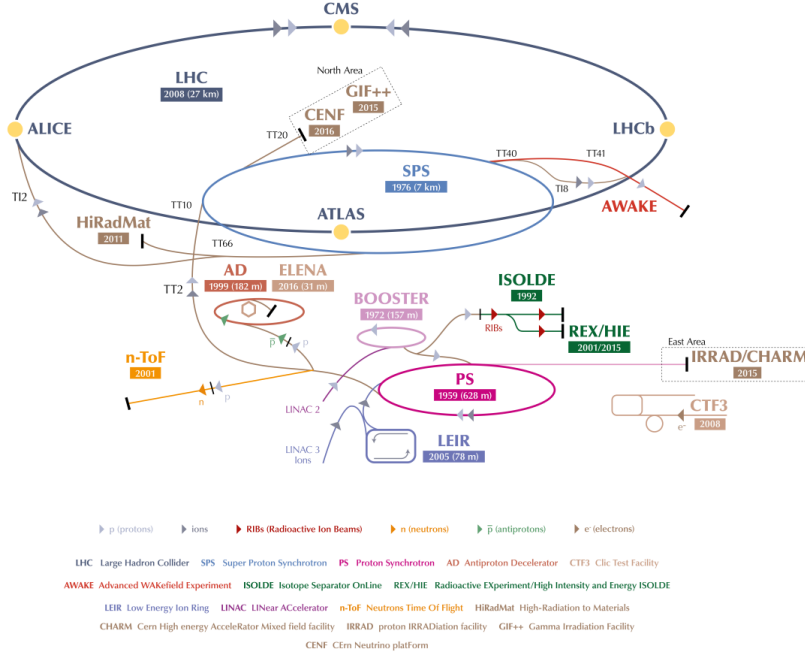 CMS
North Area
LHC
2008 (27 km)
GIF++
2015
CENF
2016
ALICE
LHCb
TT20
TT40
TT41
SPS
1976 (7 km)
TI2
TT10
TI8
AWAKE
HiRadMat
2011
ATLAS
TT66
AD
1999 (182 m)
ELENA
2016 (31 m)
TT2
BOOSTER
1972 (157 m)
ISOLDE
1992
RIBs
REX/HIE
2001/2015
p̅
p
East Area
IRRAD/CHARM
2015
n-ToF
2001
n
p
PS
1959 (628 m)
LINAC 2
CTF3
2008
e-
LINAC 3
Ions
LEIR
2005 (78 m)
p (protons) ions RIBs (Radioactive Ion Beams) n (neutrons) p̅ (antiprotons) e- (electrons)
LHC Large Hadron Collider SPS Super Proton Synchrotron PS Proton Synchrotron AD Antiproton Decelerator CTF3 Clic Test Facility
AWAKE Advanced WAKefield Experiment ISOLDE Isotope Separator OnLine REX/HIE Radioactive EXperiment/High Intensity and Energy ISOLDE
LEIR Low Energy Ion Ring LINAC LINear ACcelerator n-ToF Neutrons Time Of Flight HiRadMat High-Radiation to Materials
CHARM Cern High energy AcceleRator Mixed field facility IRRAD proton IRRADiation facility GIF++ Gamma Irradiation Facility
CENF CErn Neutrino platForm